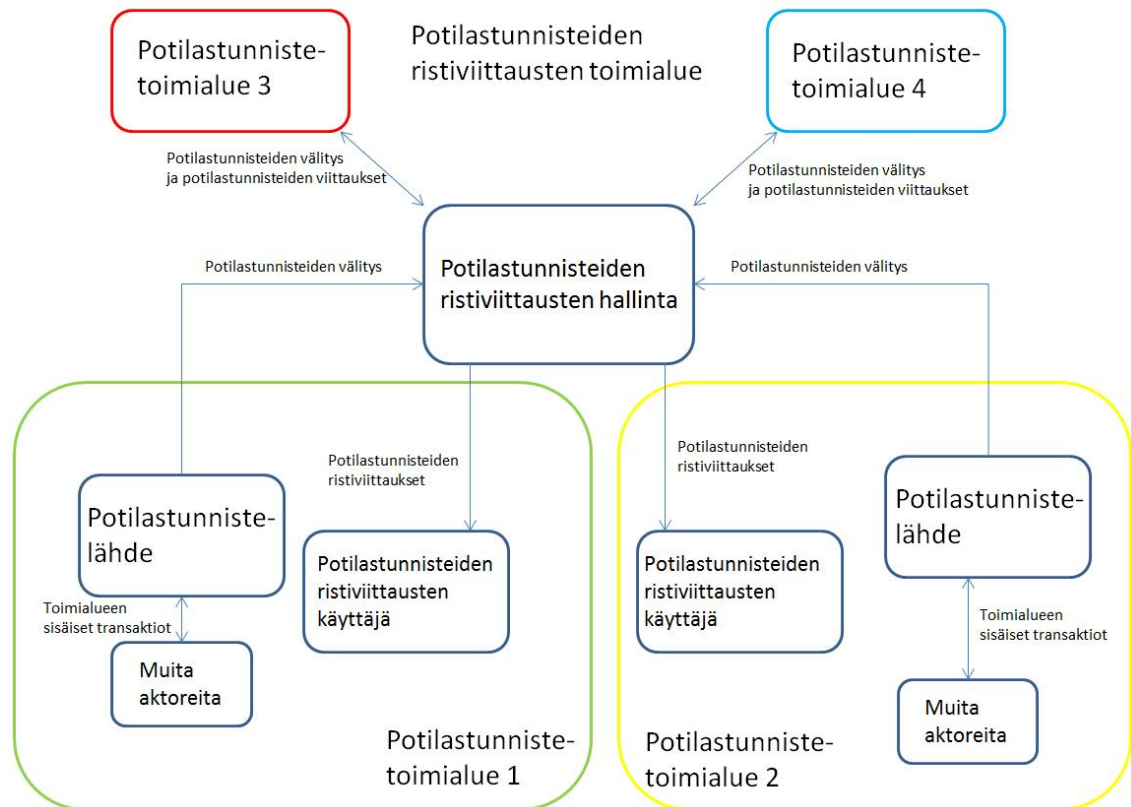 Potilastunniste-
toimialue 3
Potilastunnisteiden
ristiviittausten toimialue
Potilastunniste-
toimialue 4
Potilastunnisteiden välitys
ja potilastunnisteiden viittaukset
Potilastunnisteiden välitys
ja potilastunnisteiden viittaukset
Potilastunnisteiden välitys
Potilastunnisteiden
ristiviittausten hallinta
Potilastunnisteiden välitys
Potilastunniste-
lähde
Potilastunnisteiden
ristiviittaukset
Potilastunnisteiden
ristiviittausten
käyttäjä
Toimialueen
sisäiset transaktiot
Muita
aktoreita
Potilastunniste-
toimialue 1
Potilastunnisteiden
ristiviittaukset
Potilastunniste-
lähde
Potilastunnisteiden
ristiviittausten
käyttäjä
Toimialueen
sisäiset transaktiot
Muita
aktoreita
Potilastunniste-
toimialue 2